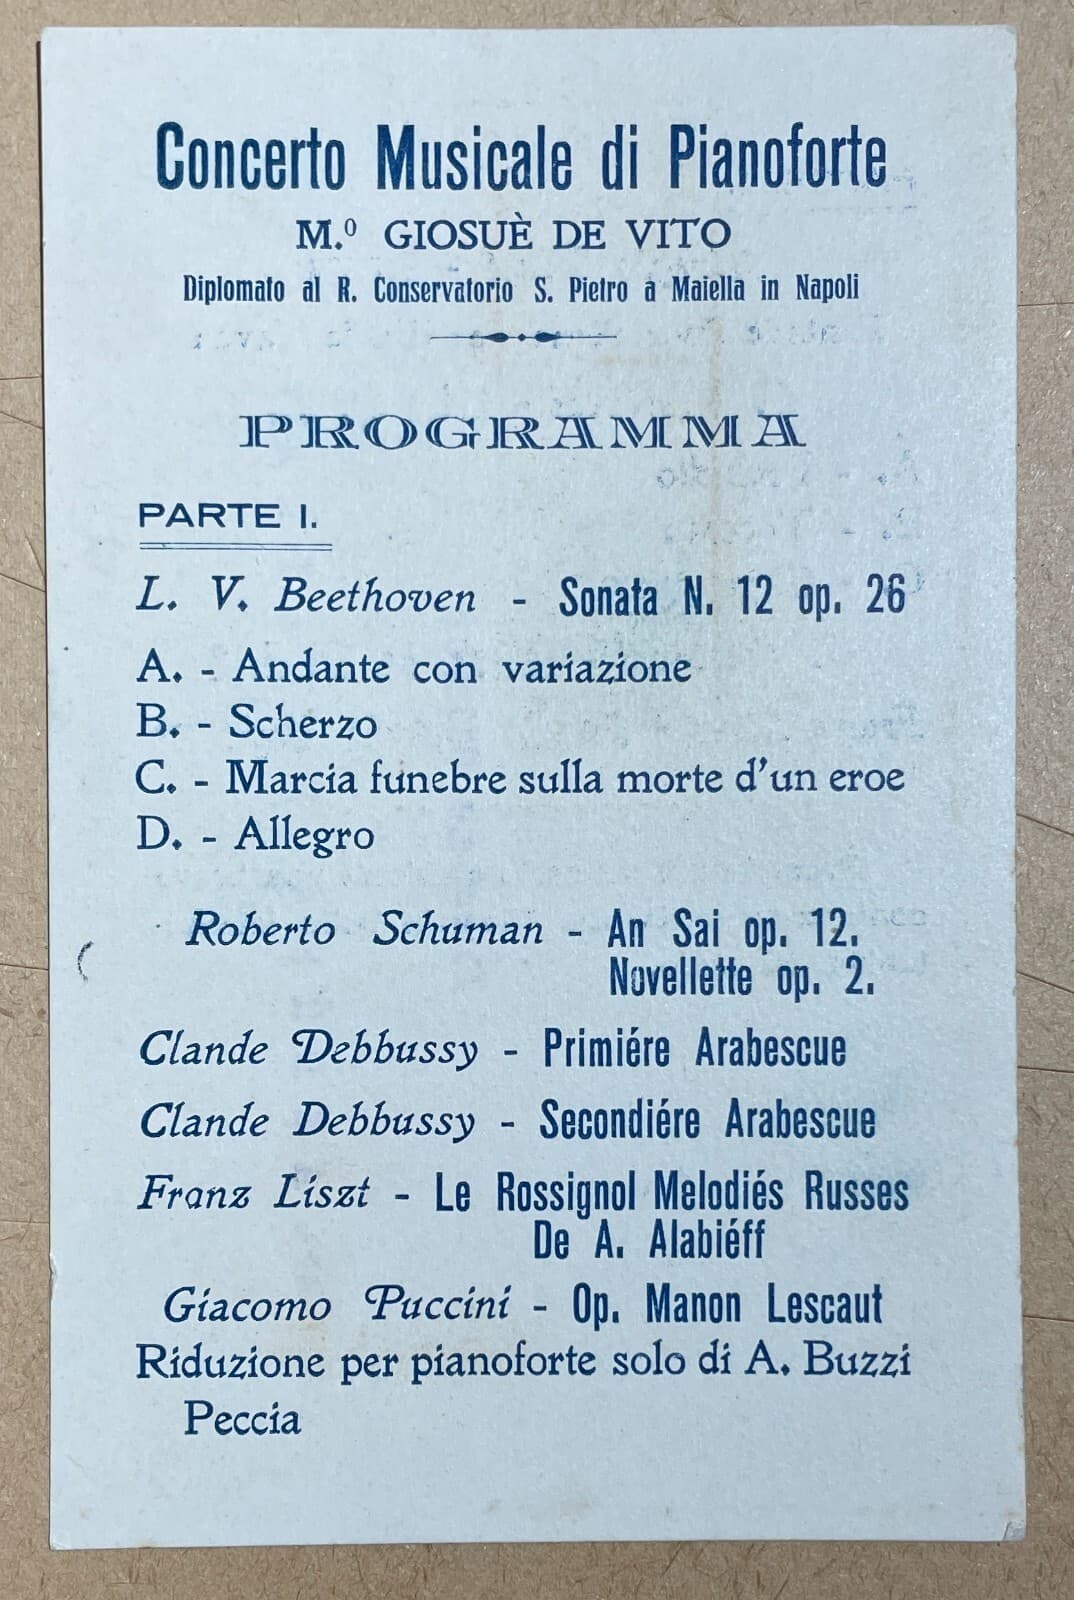 Concerto Musicale di Pianoforte
M.º GIOSUÈ DE VITO
Diplomato al R. Conservatorio S. Pietro a Maiella in Napoli
PROGRAMMA
PARTE I.
L. V. Beethoven - Sonata N. 12 op. 26
A. - Andante con variazione
B. - Scherzo
C. - Marcia funebre sulla morte d'un eroe
D. - Allegro
Roberto Schuman - An Sai op. 12.
Novellette op. 2.
Clande Debbussy - Primiére Arabescue
Clande Debbussy - Secondiére Arabescue
Franz Liszt - Le Rossignol Melodiés Russes
De A. Alabiéff
Giacomo Puccini - Op. Manon Lescaut
Riduzione per pianoforte solo di A. Buzzi
Peccia